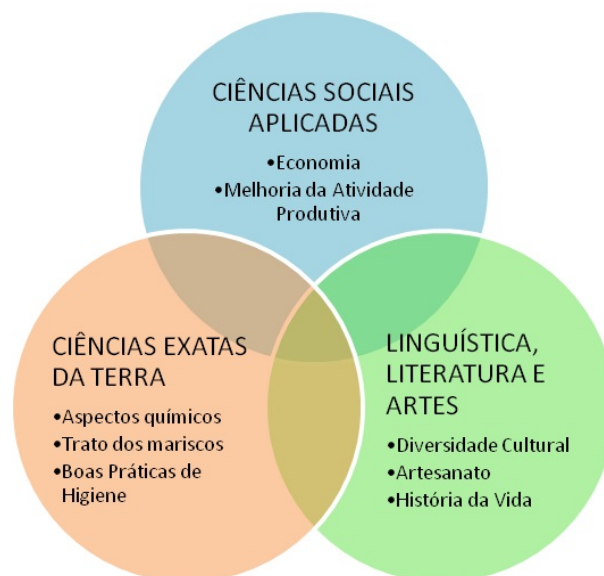 CIÊNCIAS SOCIAIS
APLICADAS
•Economia
•Melhoria da Atividade
Produtiva
CIÊNCIAS EXATAS
DA TERRA
•Aspectos químicos
•Trato dos mariscos
•Boas Práticas de
Higiene
LINGUÍSTICA,
LITERATURA E
ARTES
•Diversidade Cultural
•Artesanato
•História da Vida